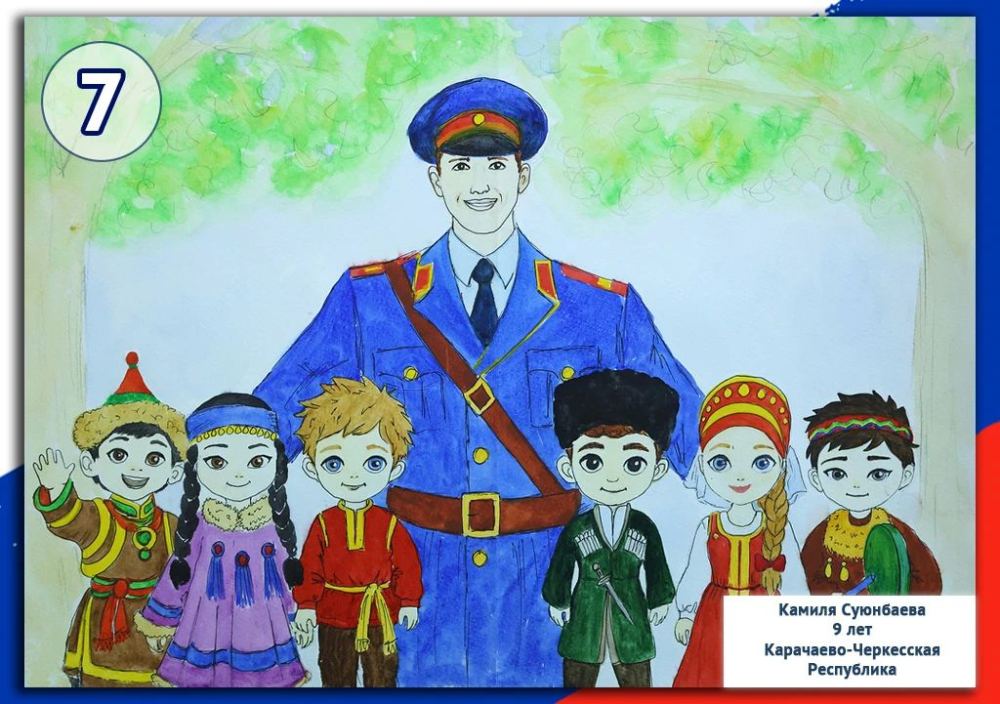 7
Камиля Суюнбаева
9 лет
Карачаево-Черкесская
Республика